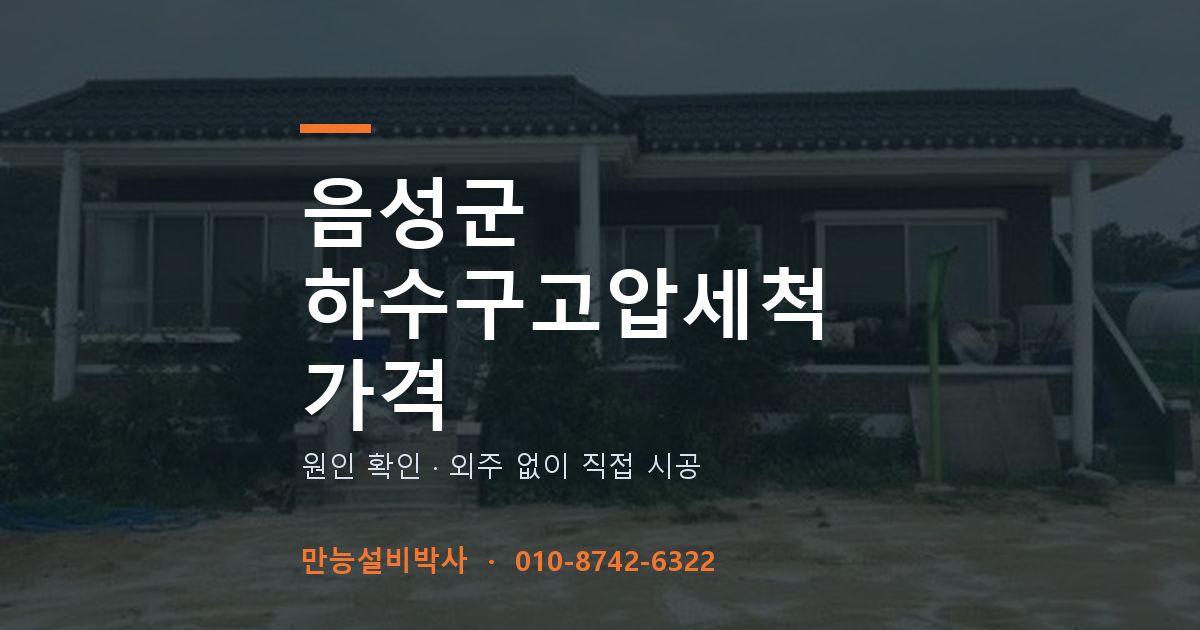 음성군
하수구고압세척
가격
원인 확인 · 외주 없이 직접 시공
만능설비박사 · 010-8742-6322